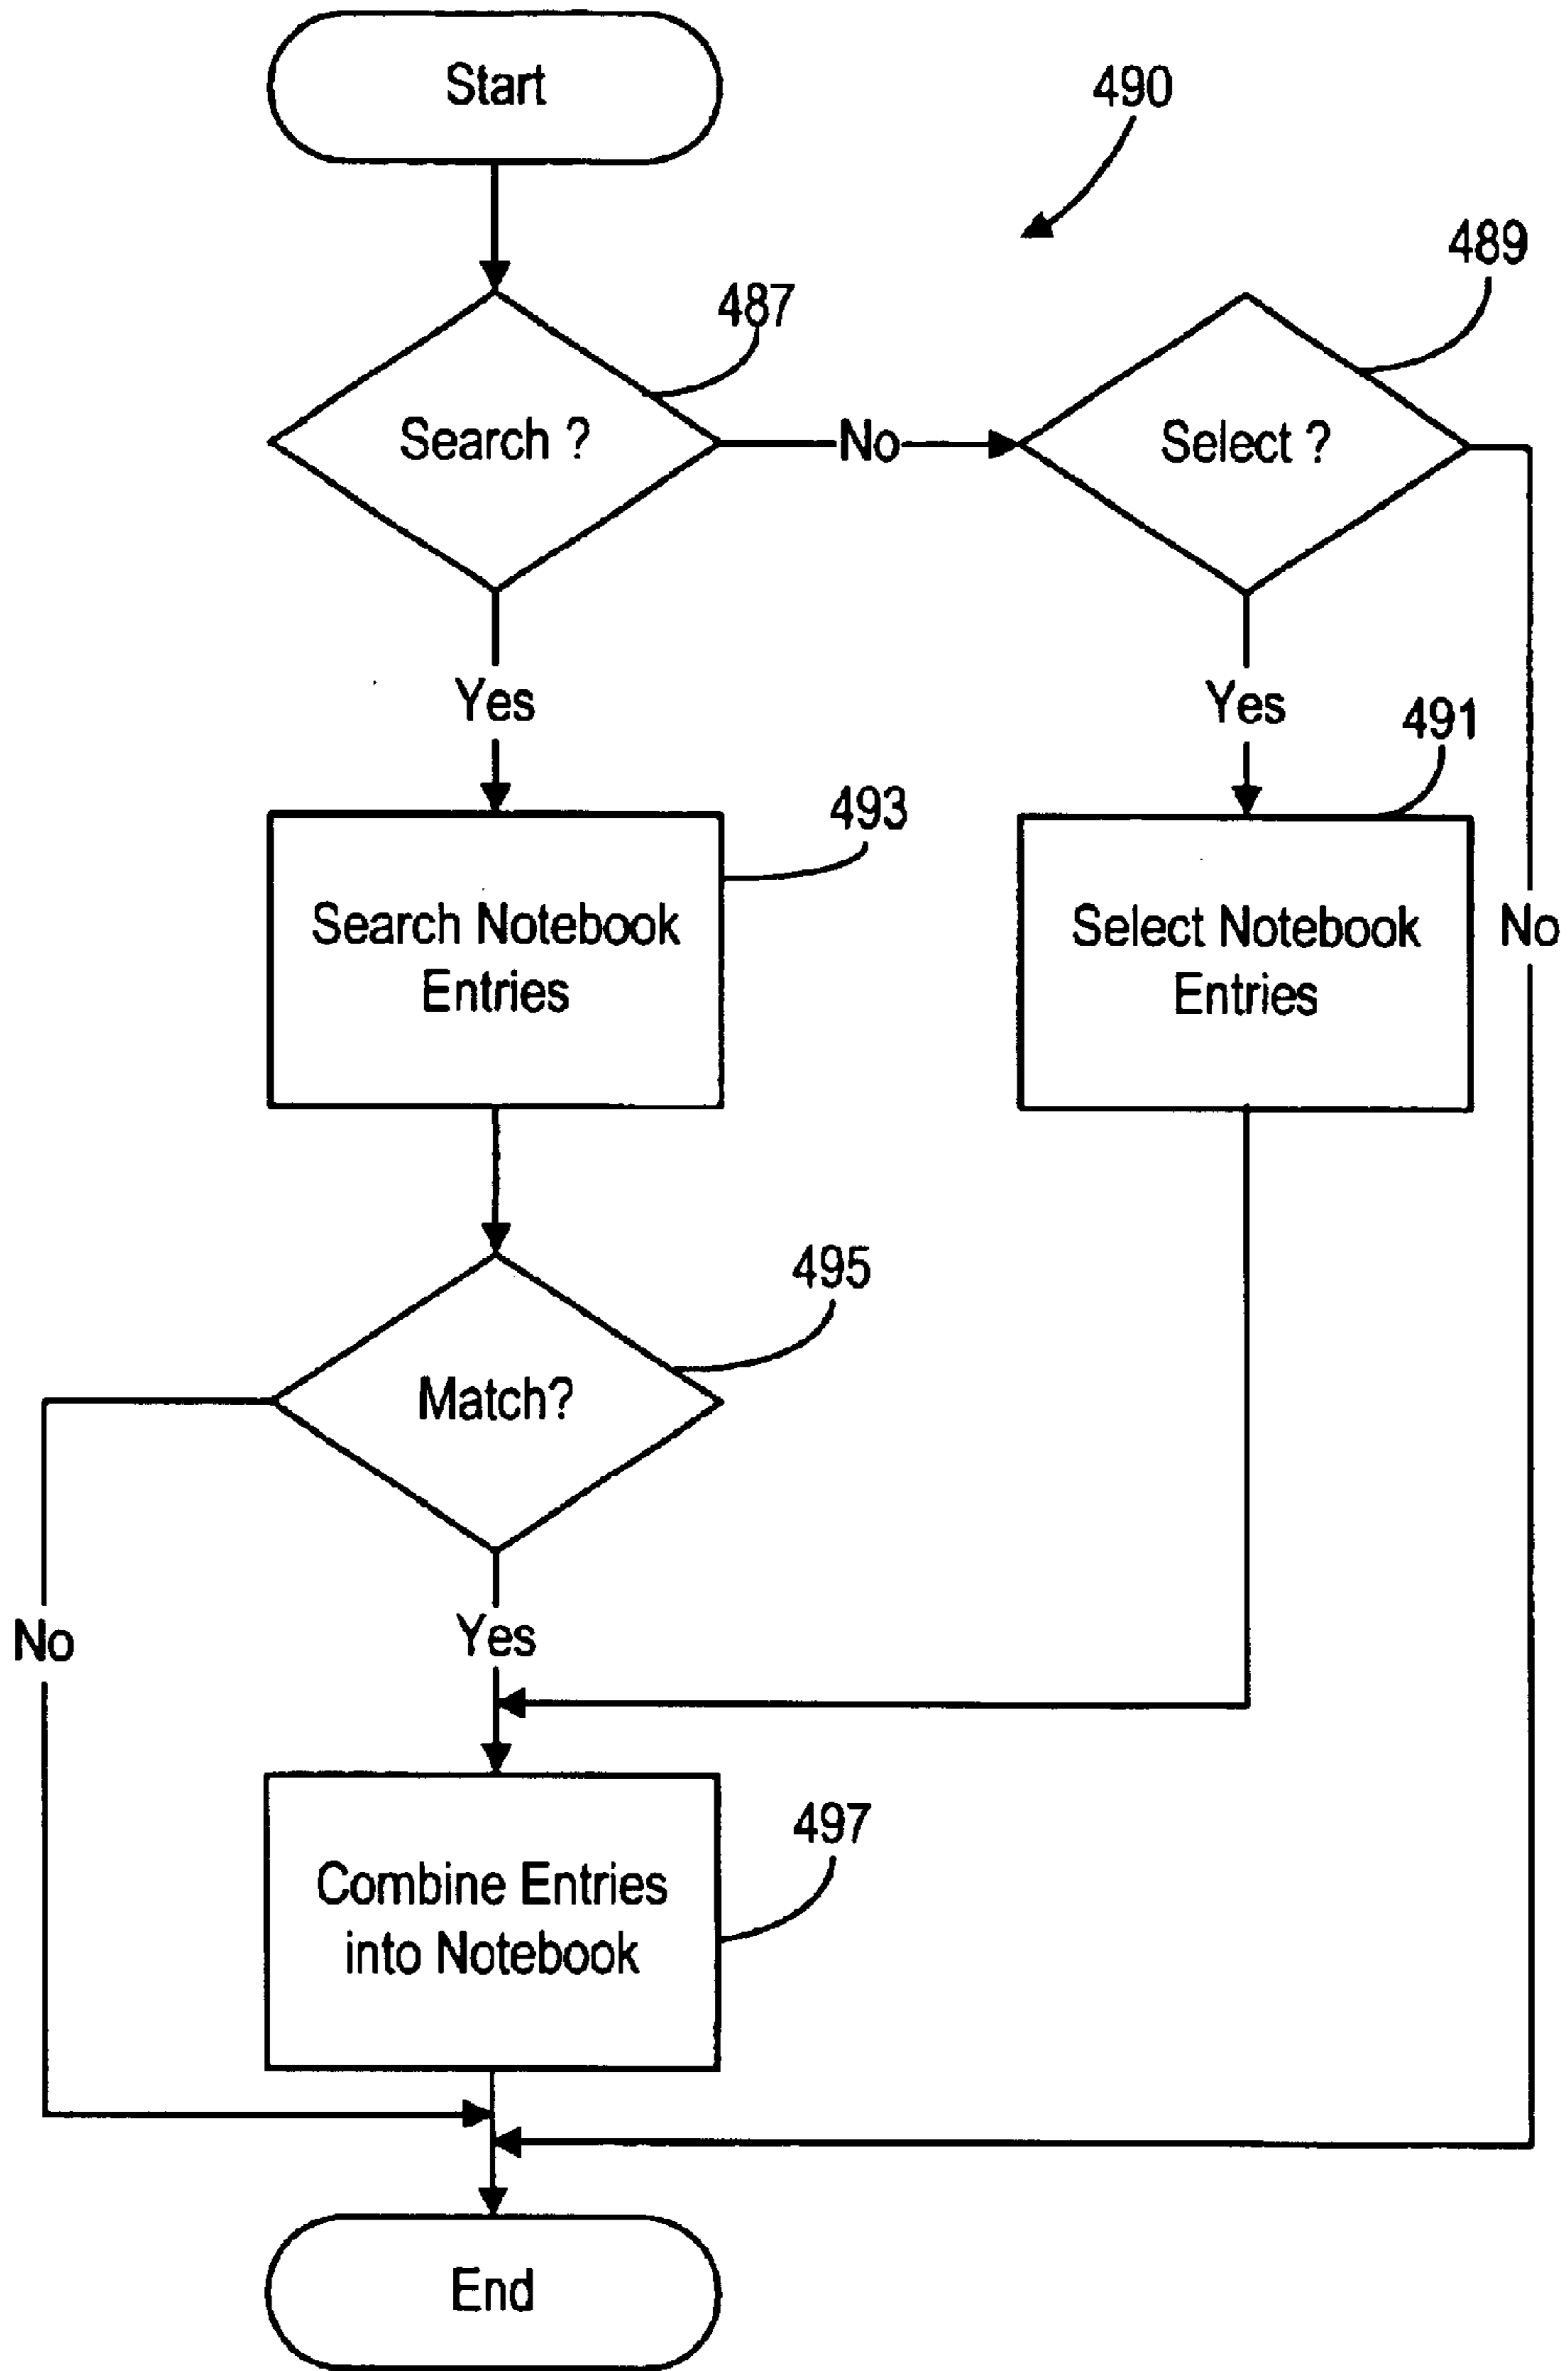 Start
490
489
487
Search ?
No
Select ?
Yes
Yes
491
493
Search Notebook
Entries
Select Notebook
Entries
No
495
Match?
No
Yes
497
Combine Entries
into Notebook
End